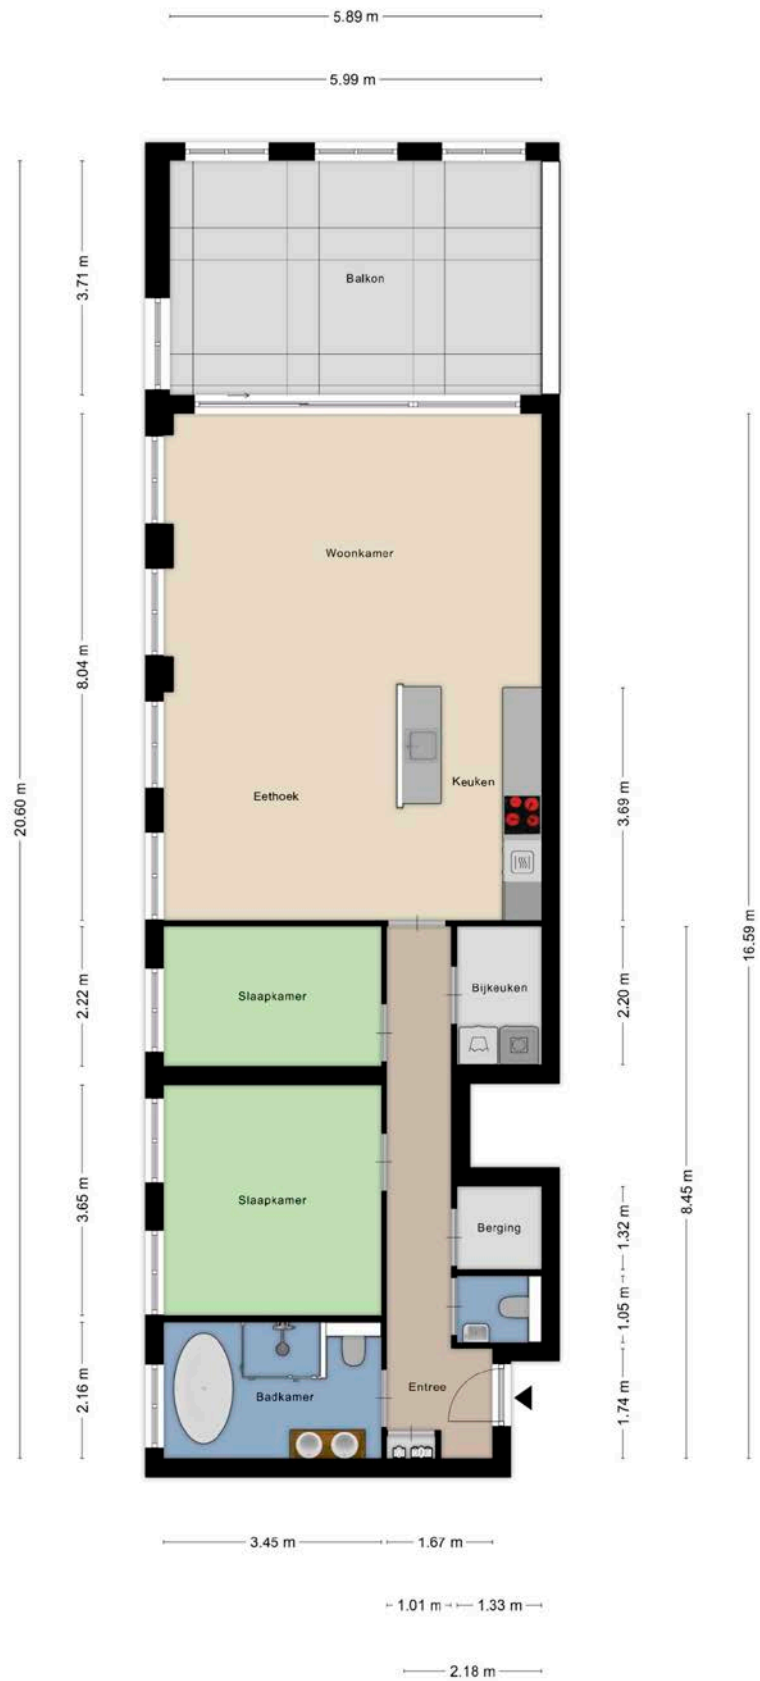 5.89 m
5.99 m
3.71 m
Balkon
Woonkamer
8.04 m
20.60 m
Eethoek
Keuken
3.69 m
16.59 m
2.22 m
Slaapkamer
Bijkeuken
2.20 m
3.65 m
Slaapkamer
Berging
1.32 m
8.45 m
1.05 m
2.16 m
Badkamer
Entree
1.74 m
3.45 m
1.67 m
1.01 m
1.33 m
2.18 m